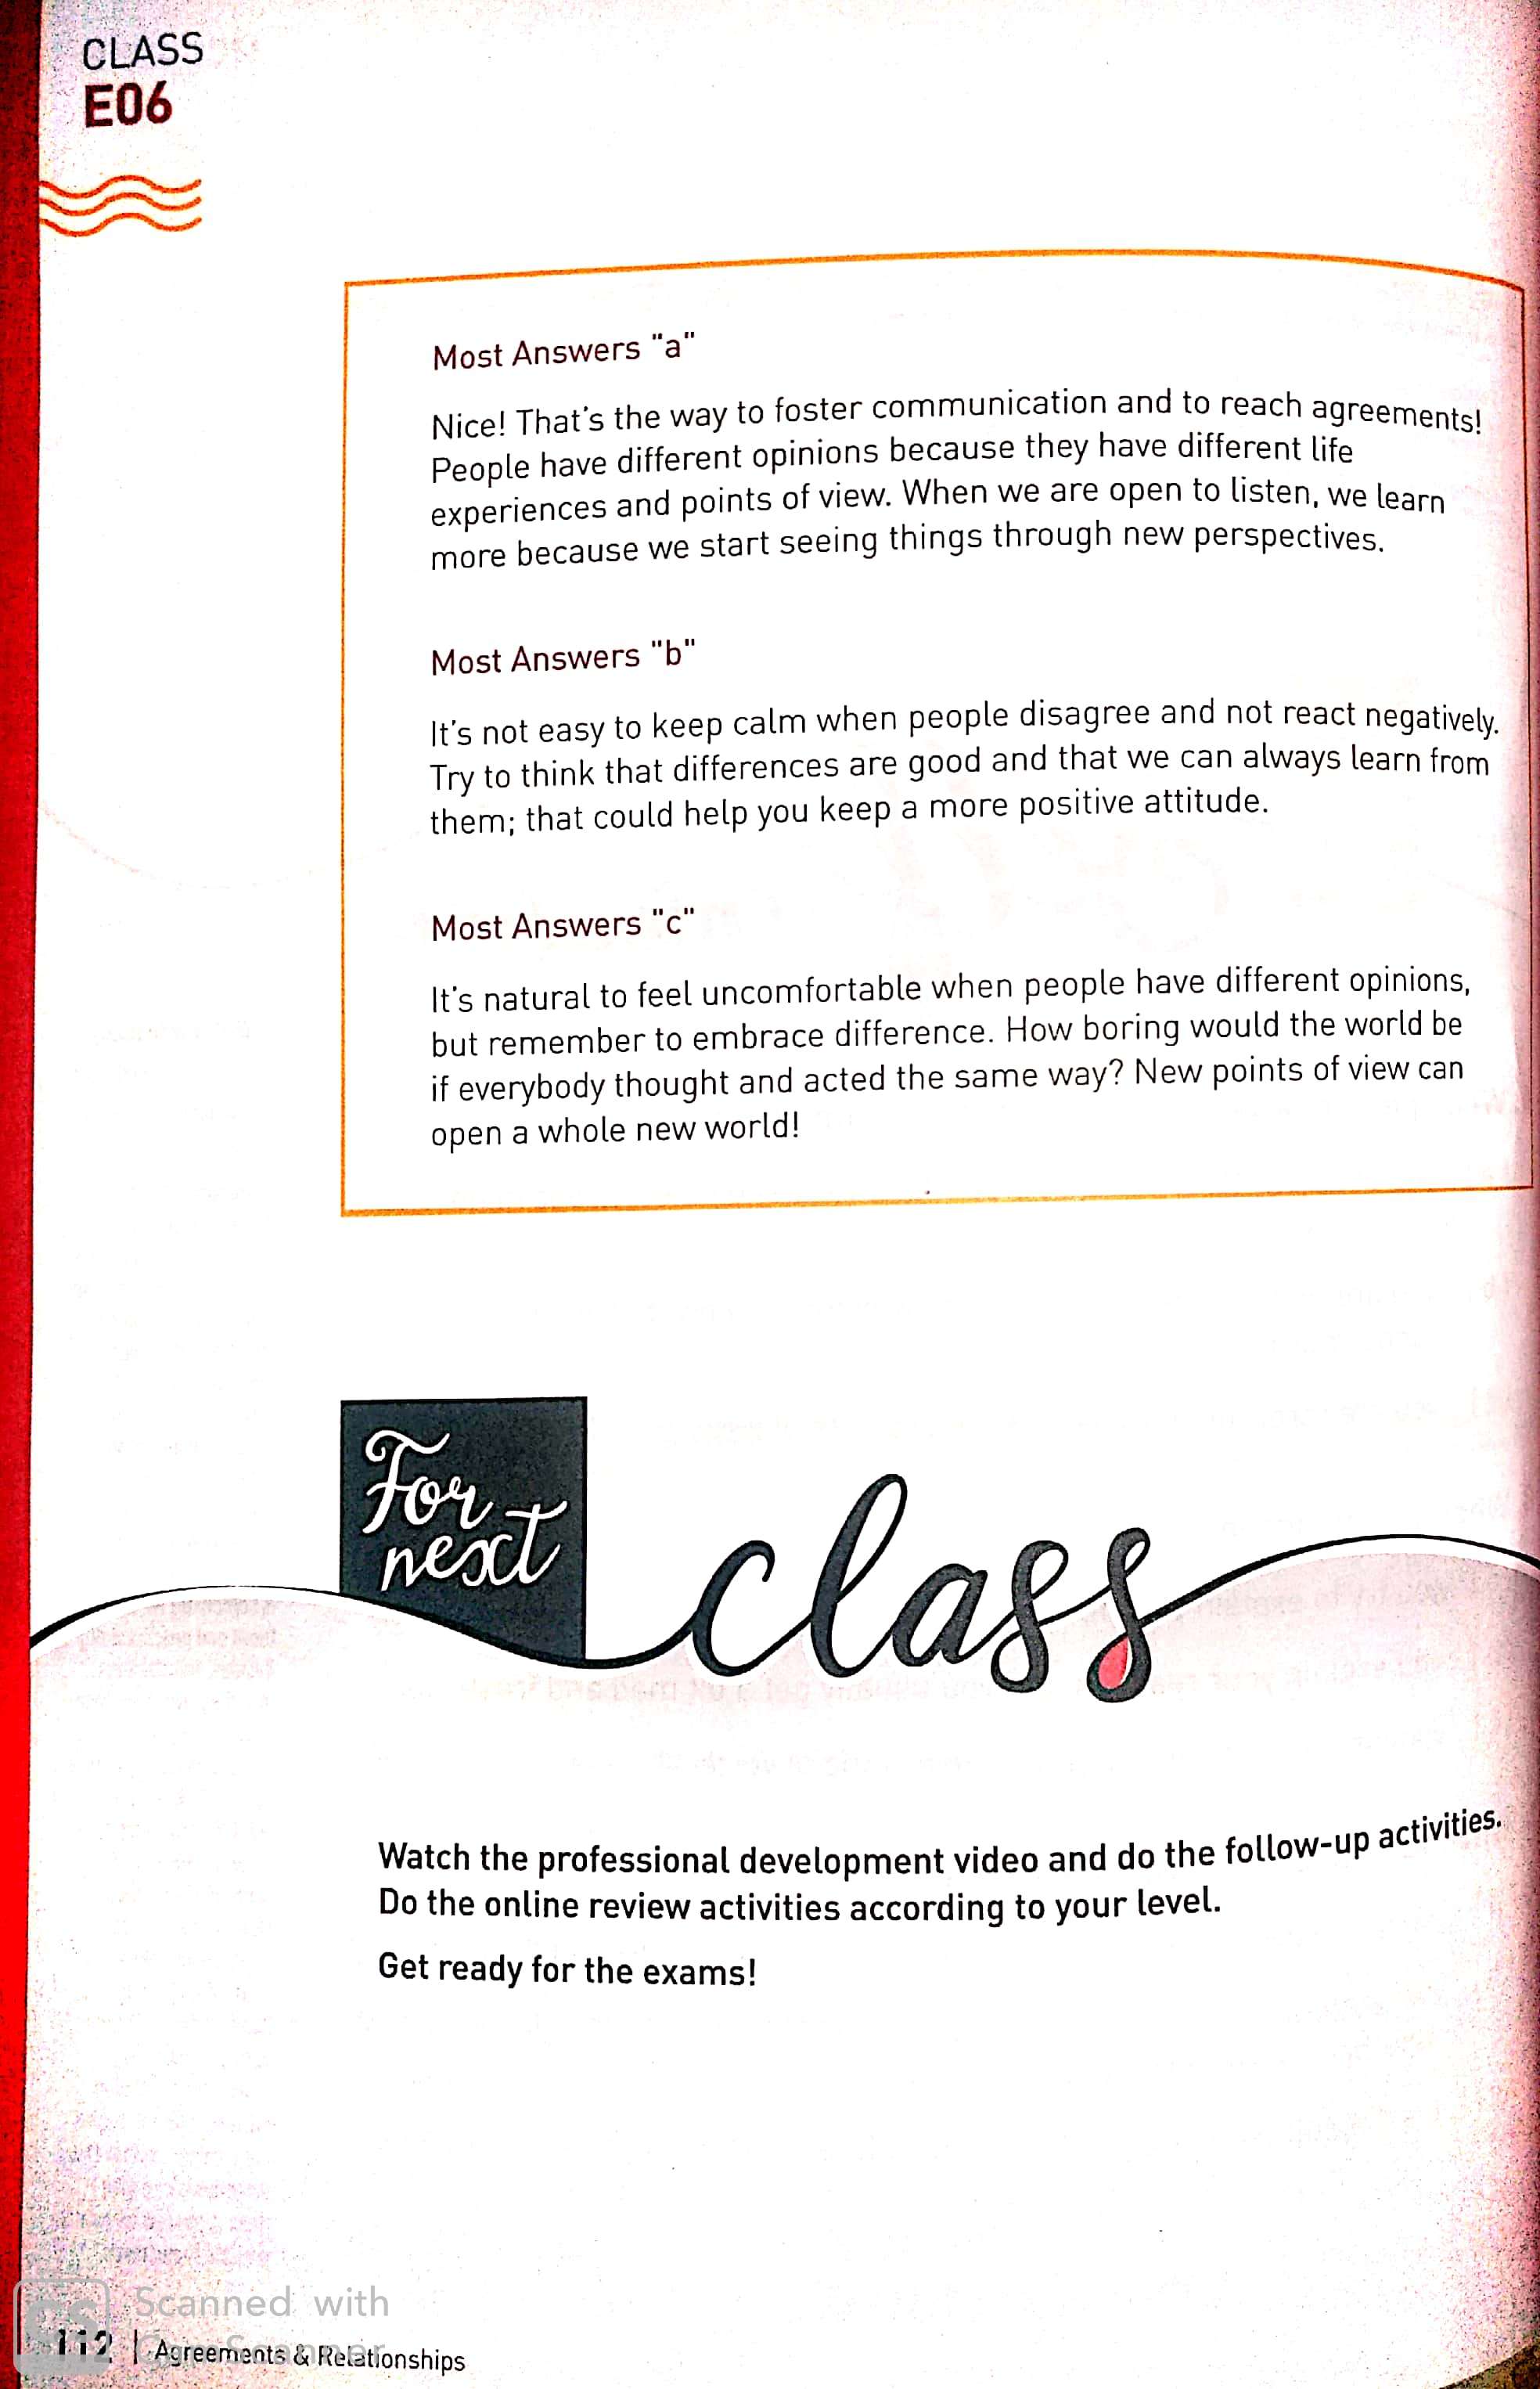 CLASS
E06
Most Answers "a"
Nice! That's the way to foster communication and to reach agreements!
People have different opinions because they have different life
experiences and points of view. When we are open to listen, we learn
more because we start seeing things through new perspectives.
Most Answers "b"
It's not easy to keep calm when people disagree and not react negatively.
Try to think that differences are good and that we can always learn from
them; that could help you keep a more positive attitude.
Most Answers "c"
It's natural to feel uncomfortable when people have different opinions,
but remember to embrace difference. How boring would the world be
if everybody thought and acted the same way? New points of view can
open a whole new world!
For
next
class
Watch the professional development video and do the follow-up activities.
Do the online review activities according to your level.
Get ready for the exams!
Scanned with
CamScanner
CS
112 | Agreements & Relationships